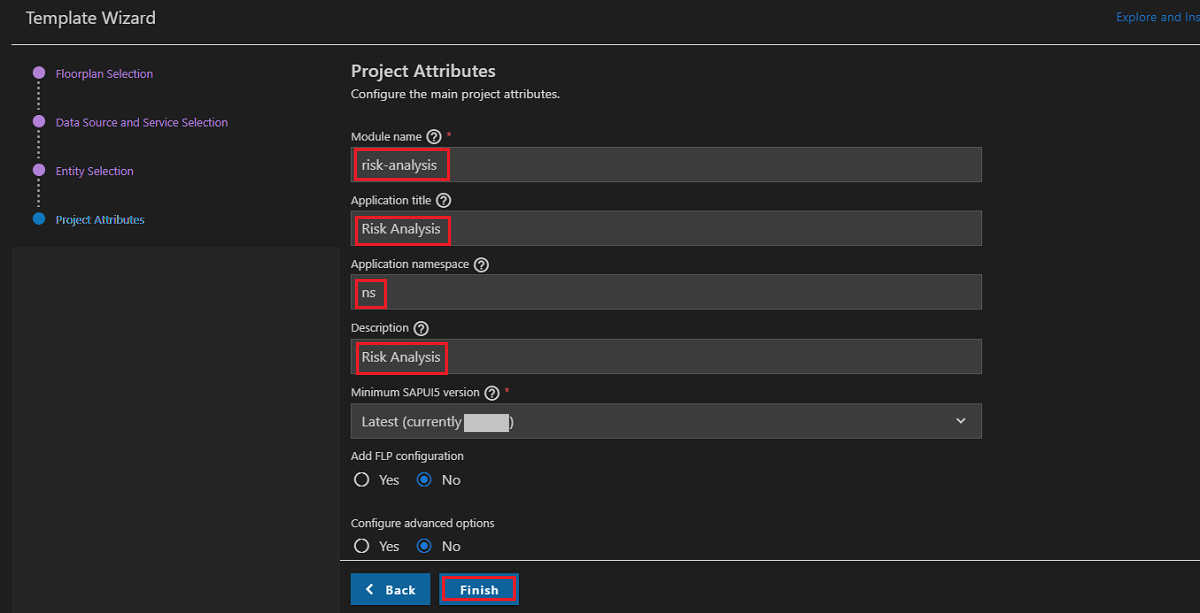 Template Wizard
Explore and Ins
Floorplan Selection
Data Source and Service Selection
Entity Selection
Project Attributes
Project Attributes
Configure the main project attributes.
Module name ? *
risk-analysis
Application title ?
Risk Analysis
Application namespace ?
ns
Description ?
Risk Analysis
Minimum SAPUI5 version ? *
Latest (currently )
Add FLP configuration
Yes No
Configure advanced options
Yes No
Back Finish